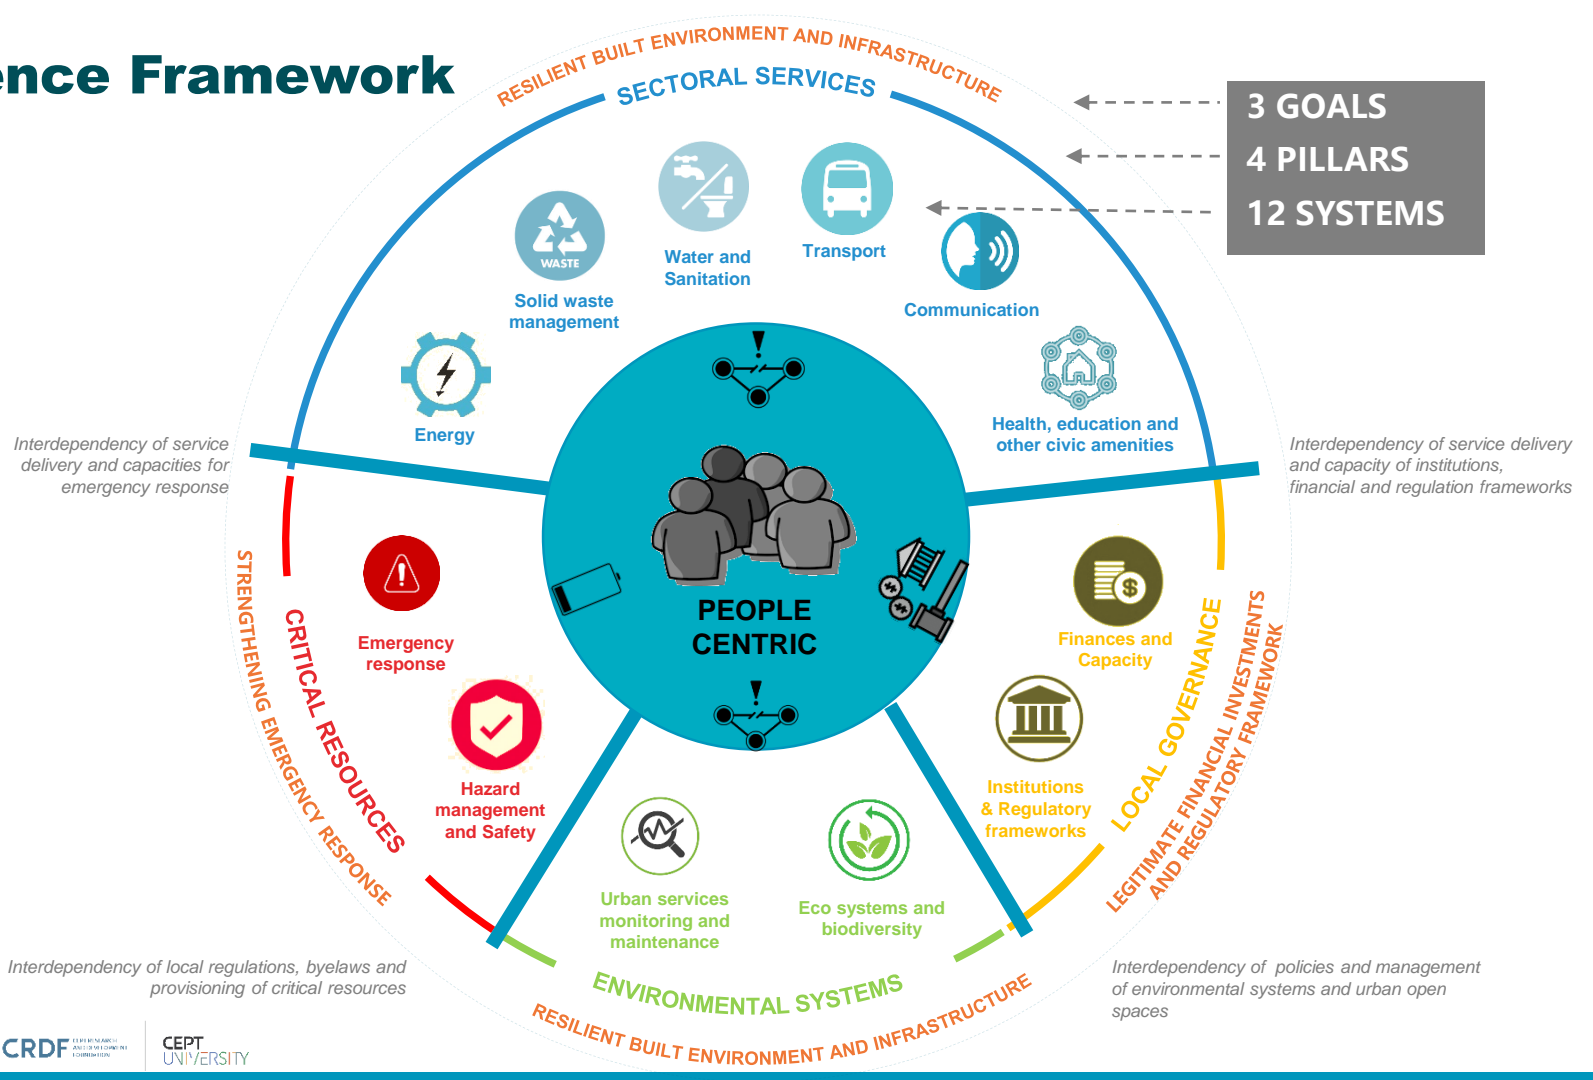 ence Framework
RESILIENT BUILT ENVIRONMENT AND INFRASTRUCTURE
SECTORAL SERVICES
3 GOALS
4 PILLARS
12 SYSTEMS
WASTE
Water and
Sanitation
Transport
Solid waste
management
Communication
Energy
Health, education and
other civic amenities
Interdependency of service
delivery and capacities for
emergency response
Interdependency of service delivery
and capacity of institutions,
financial and regulation frameworks
PEOPLE
CENTRIC
STRENGTHENING EMERGENCY RESPONSE
CRITICAL RESOURCES
Emergency
response
Hazard
management
and Safety
Finances and
Capacity
Institutions
& Regulatory
frameworks
LOCAL GOVERNANCE
LEGITIMATE FINANCIAL INVESTMENTS
AND REGULATORY FRAMEWORK
Urban services
monitoring and
maintenance
Eco systems and
biodiversity
ENVIRONMENTAL SYSTEMS
RESILIENT BUILT ENVIRONMENT AND INFRASTRUCTURE
Interdependency of local regulations, byelaws and
provisioning of critical resources
Interdependency of  policies and management
of environmental systems and urban open
spaces
CRDF
CEPT RESEARCH
AND DEVELOPMENT
FOUNDATION
CEPT
UNIVERSITY